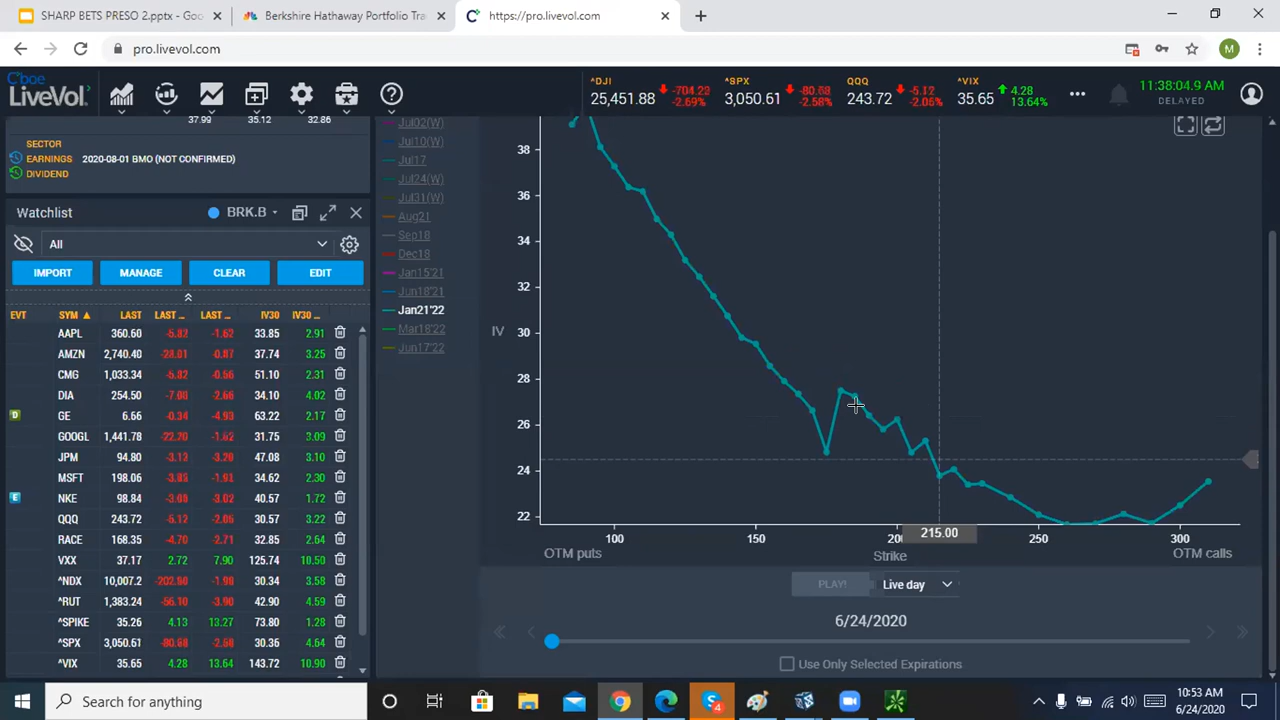 SHARP BETS PRESO 2.pptx - Goo
Berkshire Hathaway Portfolio Tra
https://pro.livevol.com
pro.livevol.com
Cboe
LiveVol
^DJI
25,451.88
-704.22
-2.69%
^SPX
3,050.61
-80.68
-2.58%
QQQ
243.72
-5.12
-2.06%
^VIX
35.65
4.28
13.64%
11:38:04.9 AM
DELAYED
37.99 35.12 32.86
SECTOR
EARNINGS 2020-08-01 BMO (NOT CONFIRMED)
DIVIDEND
Watchlist
BRK.B
All
IMPORT MANAGE CLEAR EDIT
EVT SYM LAST LAST ... LAST ... IV30 IV30 ...
AAPL 360.60 -5.82 -1.62 33.85 2.91
AMZN 2,740.40 -28.01 -0.87 37.74 3.25
CMG 1,033.34 -5.82 -0.56 51.10 2.31
DIA 254.50 -7.00 -2.66 34.10 4.02
D GE 6.66 -0.34 -4.93 63.22 2.17
GOOGL 1,441.78 -22.70 -1.62 31.75 3.09
JPM 94.80 -3.13 -3.20 47.08 3.10
MSFT 198.06 -3.82 -1.91 34.62 2.30
E NKE 98.84 -3.08 -3.02 40.57 1.72
QQQ 243.72 -5.12 -2.05 30.57 3.22
RACE 168.35 -4.70 -2.71 32.85 2.64
VXX 37.17 2.72 7.90 125.74 10.50
^NDX 10,007.2 -202.00 -1.98 30.34 3.58
^RUT 1,383.24 -56.10 -3.90 42.90 4.59
^SPIKE 35.26 4.13 13.27 73.80 1.28
^SPX 3,050.61 -80.68 -2.58 30.36 4.64
^VIX 35.65 4.28 13.64 143.72 10.90
Jul02(W)
Jul10(W)
Jul17
Jul24(W)
Jul31(W)
Aug21
Sep18
Dec18
Jan15'21
Jun18'21
Jan21'22
Mar18'22
Jun17'22
38
36
34
32
IV
30
28
26
24
22
100 150 20 215.00 250 300
OTM puts Strike OTM calls
PLAY! Live day
6/24/2020
Use Only Selected Expirations
Search for anything
4
10:53 AM
6/24/2020